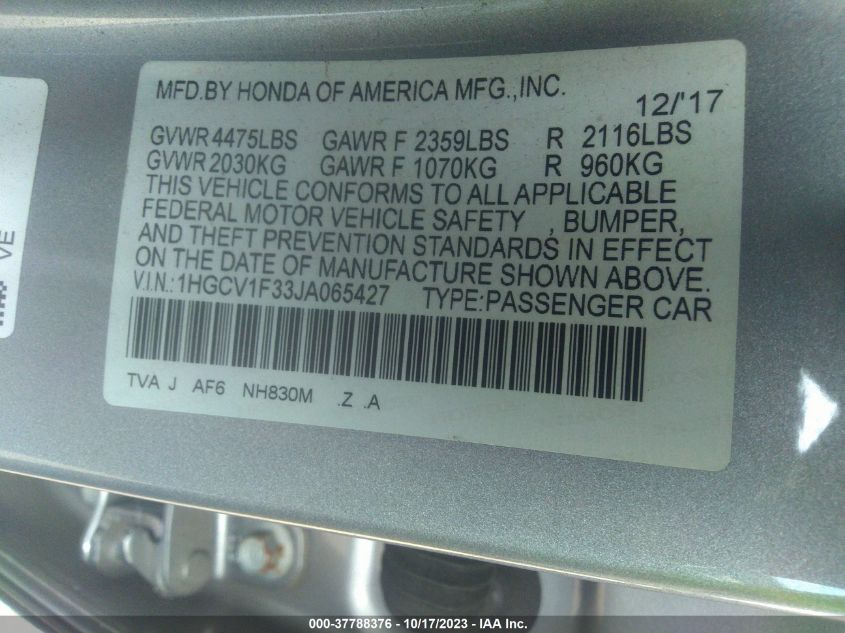 MFD.BY HONDA OF AMERICA MFG.,INC.
12/'17
GVWR 4475LBS GAWR F 2359LBS R 2116LBS
GVWR 2030KG GAWR F 1070KG R 960KG
THIS VEHICLE CONFORMS TO ALL APPLICABLE
FEDERAL MOTOR VEHICLE SAFETY , BUMPER,
AND THEFT PREVENTION STANDARDS IN EFFECT
ON THE DATE OF MANUFACTURE SHOWN ABOVE.
V.I.N.:1HGCV1F33JA065427 TYPE:PASSENGER CAR
TVA J AF6 NH830M .Z .A
VE
000-37788376 - 10/17/2023 - IAA Inc.